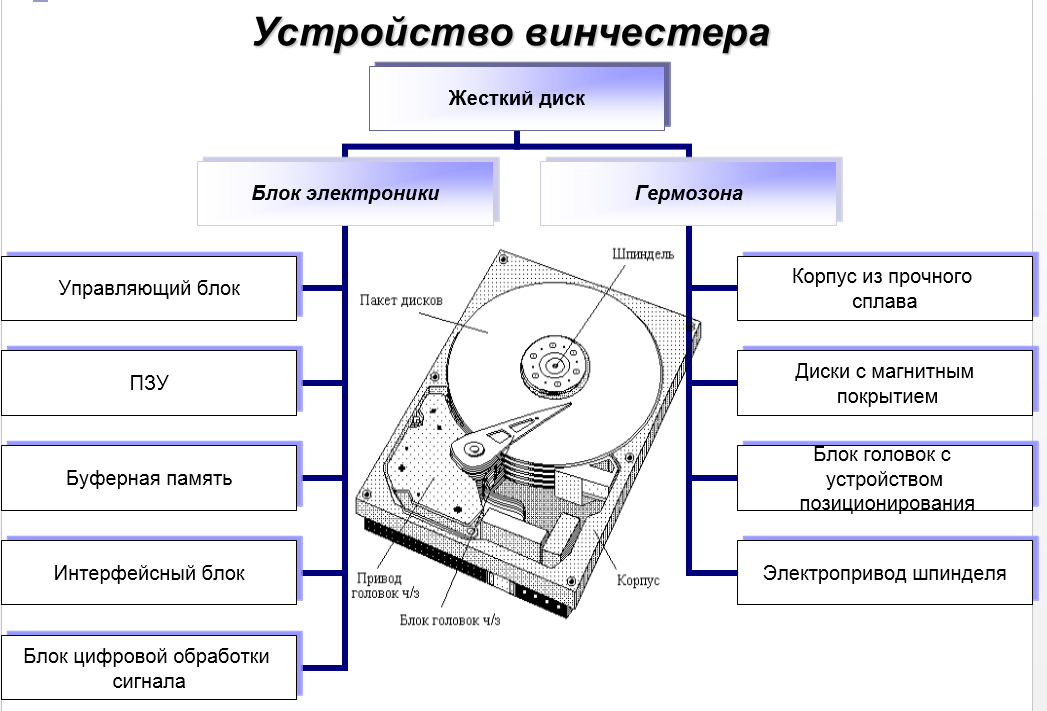 Устройство винчестера
Жесткий диск
Блок электроники
Гермозона
Управляющий блок
ПЗУ
Буферная память
Интерфейсный блок
Блок цифровой обработки
сигнала
Шпиндель
Пакет дисков
Привод
головок ч/з
Блок головок ч/з
Корпус
Корпус из прочного
сплава
Диски с магнитным
покрытием
Блок головок с
устройством
позиционирования
Электропривод шпинделя